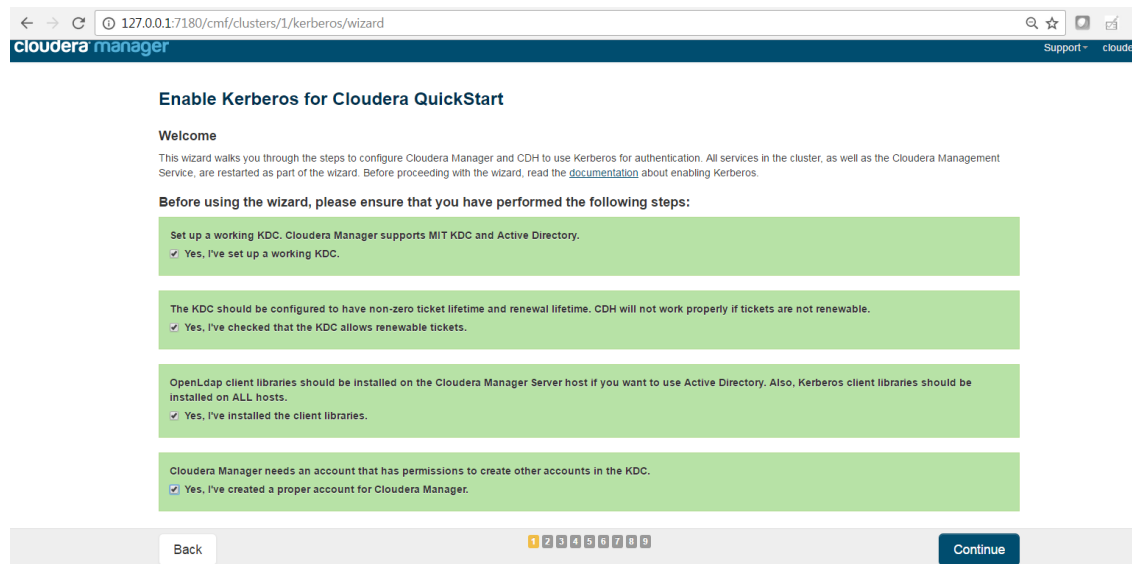 127.0.0.1:7180/cmf/clusters/1/kerberos/wizard
cloudera manager
Support
Enable Kerberos for Cloudera QuickStart
Welcome
This wizard walks you through the steps to configure Cloudera Manager and CDH to use Kerberos for authentication. All services in the cluster, as well as the Cloudera Management
Service, are restarted as part of the wizard. Before proceeding with the wizard, read the documentation about enabling Kerberos.
Before using the wizard, please ensure that you have performed the following steps:
Set up a working KDC. Cloudera Manager supports MIT KDC and Active Directory.
Yes, I've set up a working KDC.
The KDC should be configured to have non-zero ticket lifetime and renewal lifetime. CDH will not work properly if tickets are not renewable.
Yes, I've checked that the KDC allows renewable tickets.
OpenLdap client libraries should be installed on the Cloudera Manager Server host if you want to use Active Directory. Also, Kerberos client libraries should be
installed on ALL hosts.
Yes, I've installed the client libraries.
Cloudera Manager needs an account that has permissions to create other accounts in the KDC.
Yes, I've created a proper account for Cloudera Manager.
Back
1 2 3 4 5 6 7 8 9
Continue